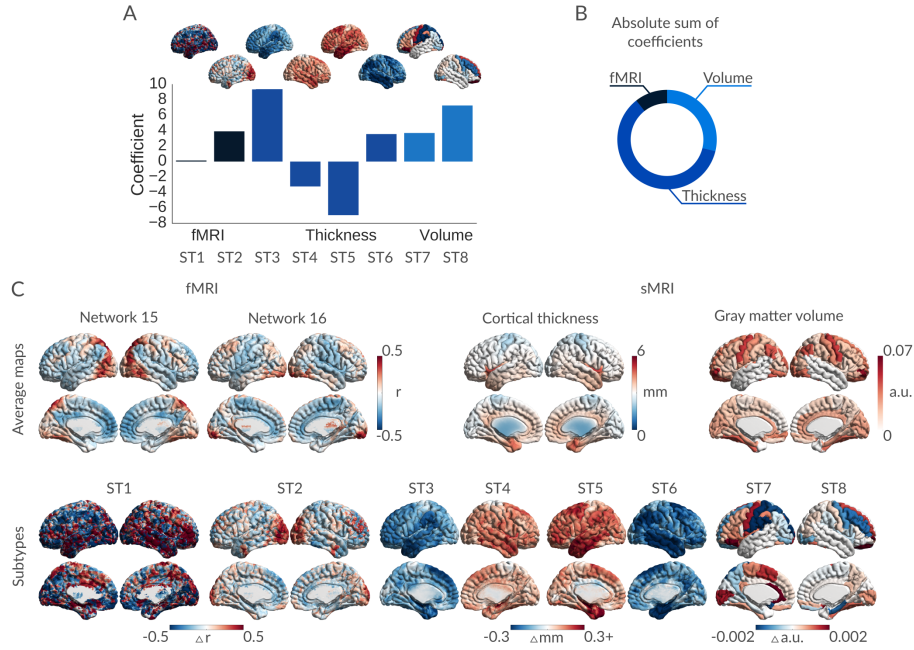 A
10
8
6
4
2
0
−2
−4
−6
−8
Coefficient
fMRI Thickness Volume
ST1 ST2 ST3 ST4 ST5 ST6 ST7 ST8
B
Absolute sum of
coefficients
fMRI Volume
Thickness
C
fMRI sMRI
Network 15 Network 16 Cortical thickness Gray matter volume
Average maps
0.5
r
-0.5
6
mm
0
0.07
a.u.
0
Subtypes
ST1 ST2 ST3 ST4 ST5 ST6 ST7 ST8
-0.5 △r 0.5
-0.3 △mm 0.3+
-0.002 △a.u. 0.002